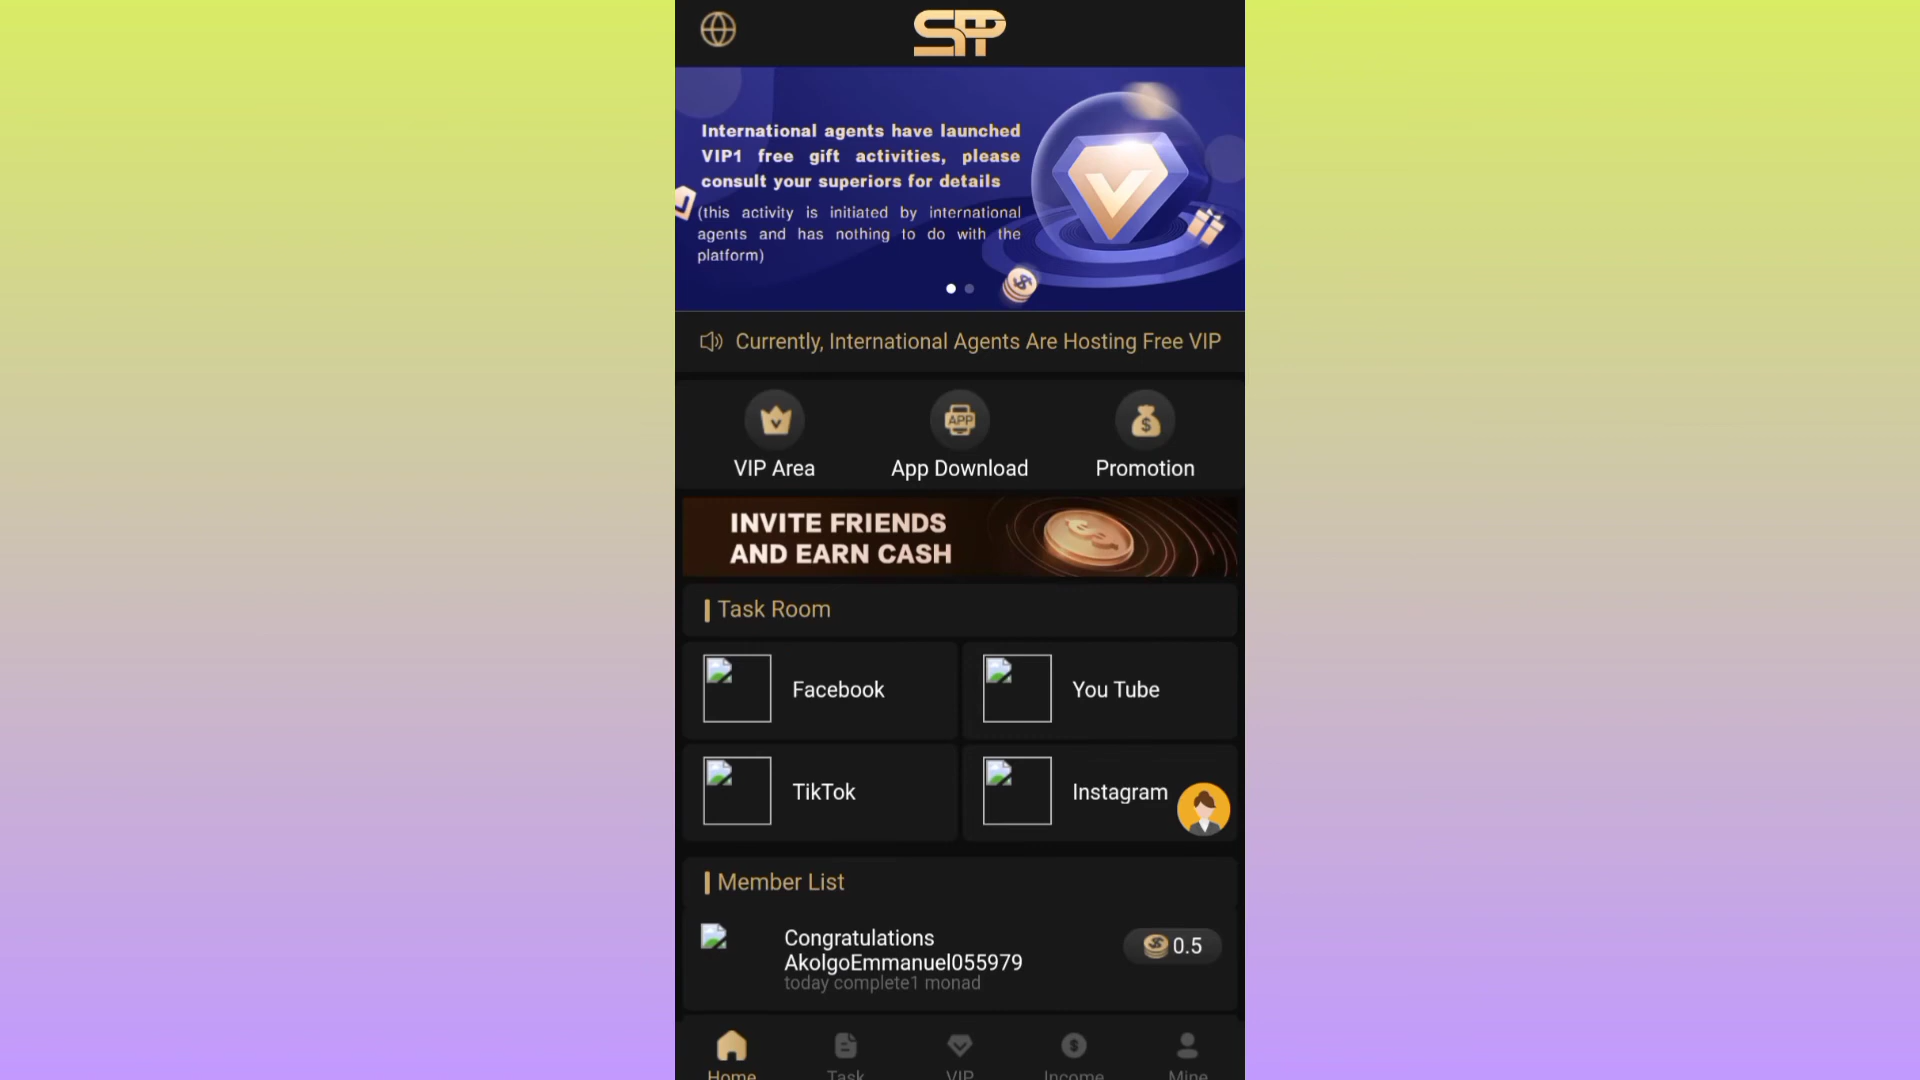 SPP
International agents have launched
VIP1 free gift activities, please
consult your superiors for details
(this activity is initiated by international
agents and has nothing to do with the
platform)
Currently, International Agents Are Hosting Free VIP
VIP Area
APP
App Download
Promotion
INVITE FRIENDS
AND EARN CASH
Task Room
Facebook
You Tube
TikTok
Instagram
Member List
Congratulations
AkolgoEmmanuel055979
0.5
today complete1 monad
Home
Task
VIP
Income
Mine